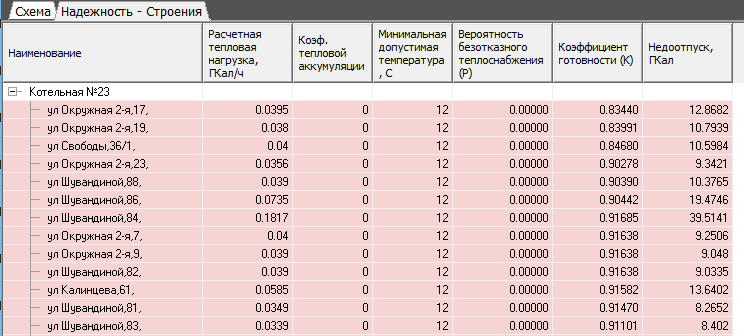 Схема Надежность - Строения
Наименование Расчетная тепловая нагрузка, ГКал/ч Коэф. тепловой аккумуляции Минимальная допустимая температура , С Вероятность безотказного теплоснабжения (P) Коэффициент готовности (K) Недоотпуск, ГКал
Котельная №23
ул Окружная 2-я,17, 0.0395 0 12 0.00000 0.83440 12.8682
ул Окружная 2-я,19, 0.038 0 12 0.00000 0.83991 10.7939
ул Свободы,36/1, 0.04 0 12 0.00000 0.84680 10.5984
ул Окружная 2-я,23, 0.0356 0 12 0.00000 0.90278 9.3421
ул Шувандиной,88, 0.039 0 12 0.00000 0.90390 10.3765
ул Шувандиной,86, 0.0735 0 12 0.00000 0.90442 19.4746
ул Шувандиной,84, 0.1817 0 12 0.00000 0.91685 39.5141
ул Окружная 2-я,7, 0.04 0 12 0.00000 0.91638 9.2506
ул Окружная 2-я,9, 0.039 0 12 0.00000 0.91638 9.048
ул Шувандиной,82, 0.039 0 12 0.00000 0.91638 9.0335
ул Калинцева,61, 0.0585 0 12 0.00000 0.91582 13.6402
ул Шувандиной,81, 0.0349 0 12 0.00000 0.91470 8.2652
ул Шувандиной,83, 0.0339 0 12 0.00000 0.91101 8.402